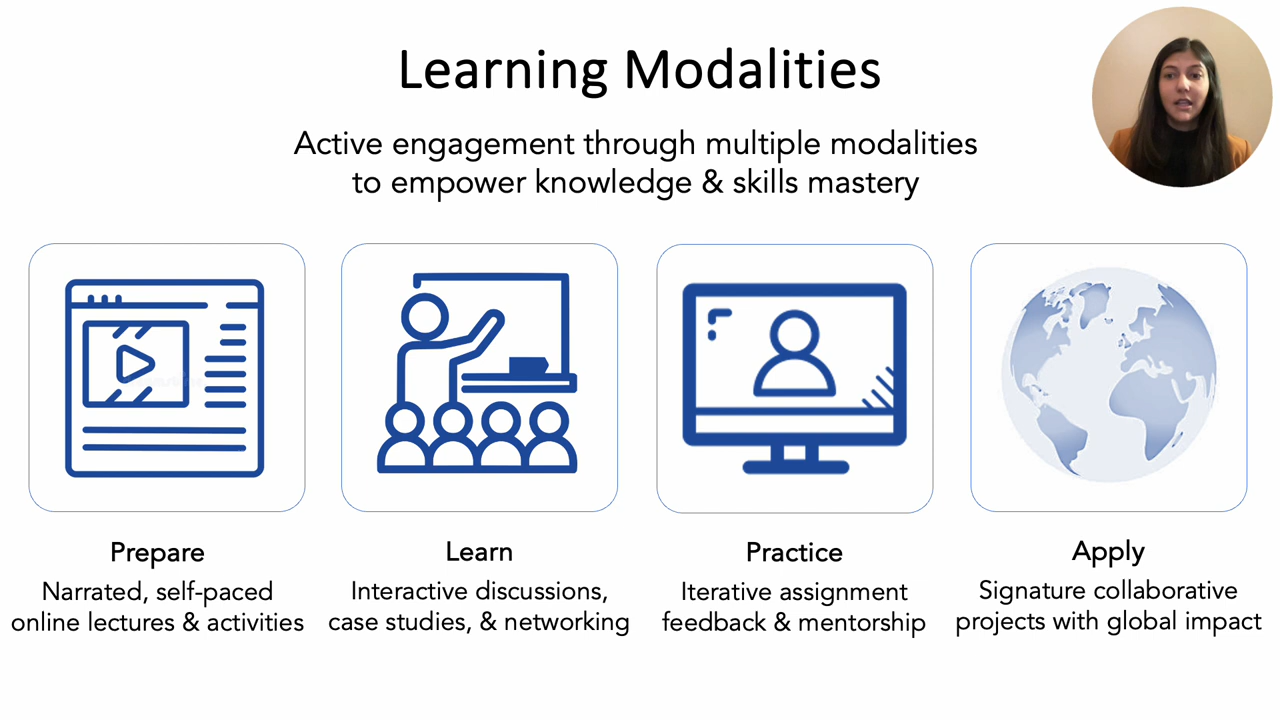 Learning Modalities
Active engagement through multiple modalities
to empower knowledge & skills mastery
Prepare
Narrated, self-paced
online lectures & activities
Learn
Interactive discussions,
case studies, & networking
Practice
Iterative assignment
feedback & mentorship
Apply
Signature collaborative
projects with global impact